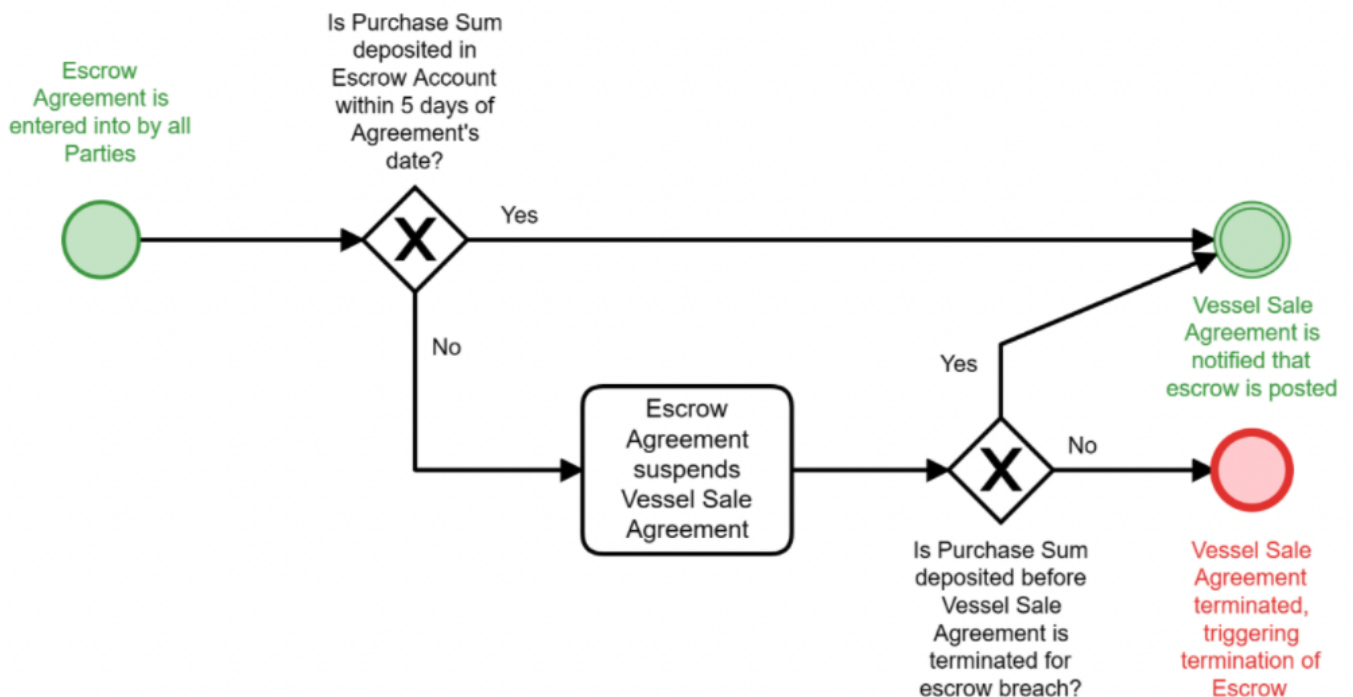 Escrow
Agreement is
entered into by all
Parties
Is Purchase Sum
deposited in
Escrow Account
within 5 days of
Agreement's
date?
X
Yes
No
Escrow
Agreement
suspends
Vessel Sale
Agreement
X
Is Purchase Sum
deposited before
Vessel Sale
Agreement is
terminated for
escrow breach?
Yes
No
Vessel Sale
Agreement is
notified that
escrow is posted
Vessel Sale
Agreement
terminated,
triggering
termination of
Escrow